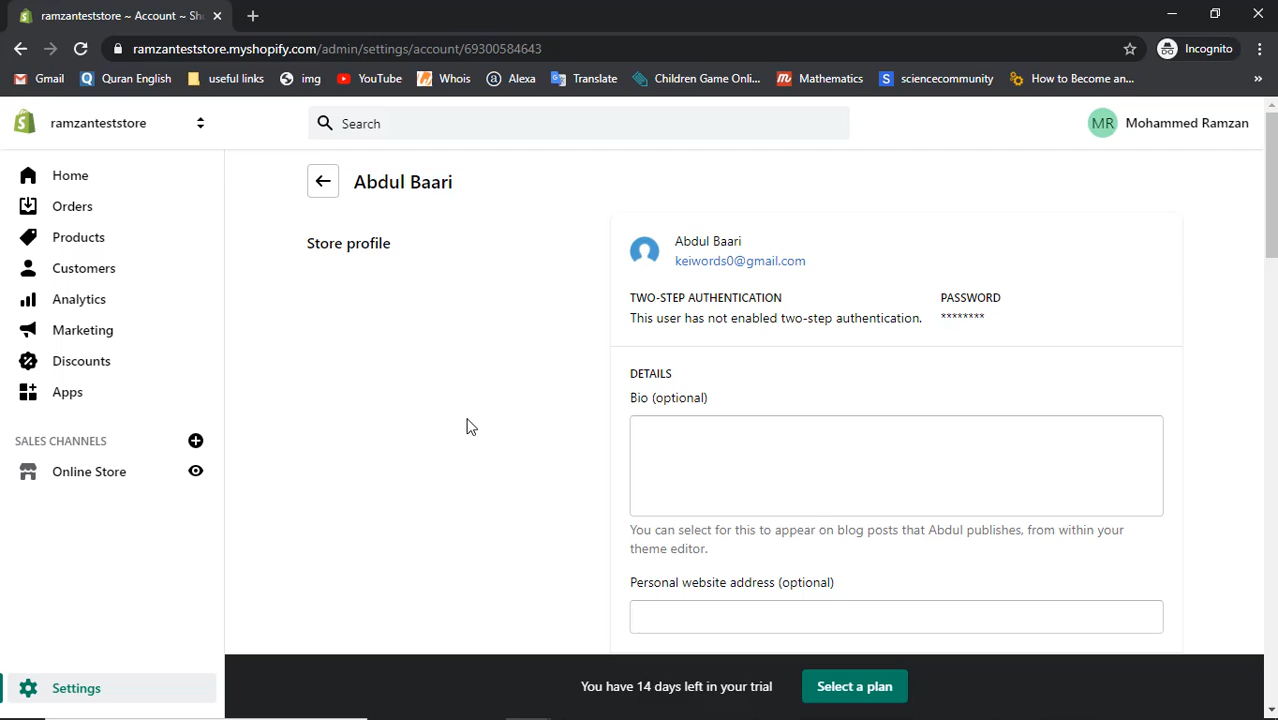 ramzanteststore ~ Account ~ Sho
ramzanteststore.myshopify.com/admin/settings/account/69300584643
Incognito
Gmail
Quran English
useful links
img
YouTube
Whois
Alexa
Translate
Children Game Onli...
Mathematics
sciencecommunity
How to Become an...
»
ramzanteststore
Search
MR
Mohammed Ramzan
Home
Orders
Products
Customers
Analytics
Marketing
Discounts
Apps
SALES CHANNELS
Online Store
Settings
Abdul Baari
Store profile
Abdul Baari
keiwords0@gmail.com
TWO-STEP AUTHENTICATION
This user has not enabled two-step authentication.
PASSWORD
********
DETAILS
Bio (optional)
You can select for this to appear on blog posts that Abdul publishes, from within your
theme editor.
Personal website address (optional)
You have 14 days left in your trial
Select a plan